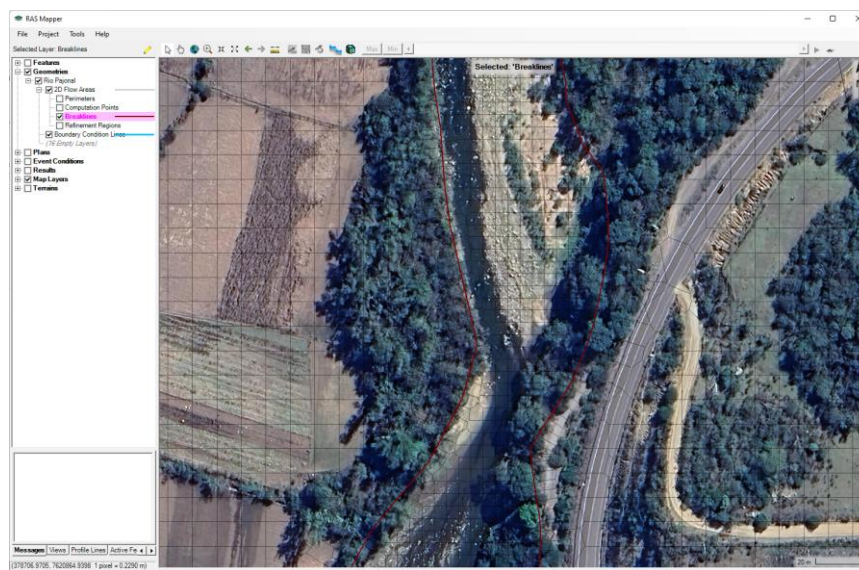 RAS Mapper
File Project Tools Help
Selected Layer: Breaklines
Max Min
Selected: 'Breaklines'
Features
Geometries
Rio Pajonal
2D Flow Areas
Perimeters
Computation Points
Breaklines
Refinement Regions
Boundary Condition Lines
(16 Empty Layers)
Plans
Event Conditions
Results
Map Layers
Terrains
Messages Views Profile Lines Active Fe
(378706.9705, 7620864.9398 1 pixel = 0.2290 m)
20 m